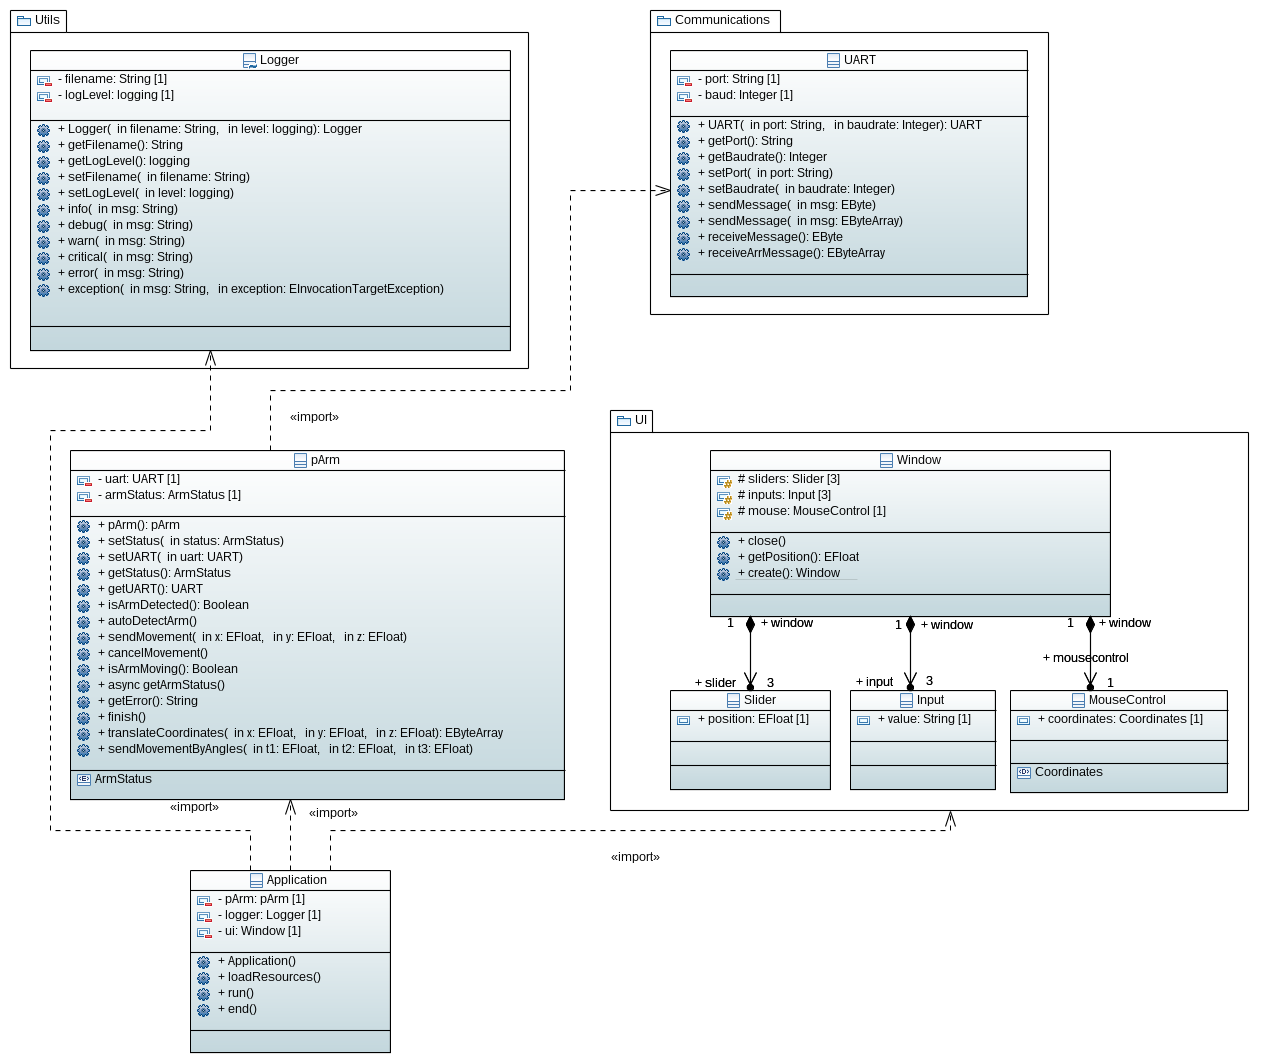 Utils
Logger
- filename: String [1]
- logLevel: logging [1]
+ Logger( in filename: String, in level: logging): Logger
+ getFilename(): String
+ getLogLevel(): logging
+ setFilename( in filename: String)
+ setLogLevel( in level: logging)
+ info( in msg: String)
+ debug( in msg: String)
+ warn( in msg: String)
+ critical( in msg: String)
+ error( in msg: String)
+ exception( in msg: String, in exception: EInvocationTargetException)
Communications
UART
- port: String [1]
- baud: Integer [1]
+ UART( in port: String, in baudrate: Integer): UART
+ getPort(): String
+ getBaudrate(): Integer
+ setPort( in port: String)
+ setBaudrate( in baudrate: Integer)
+ sendMessage( in msg: EByte)
+ sendMessage( in msg: EByteArray)
+ receiveMessage(): EByte
+ receiveArrMessage(): EByteArray
«import»
pArm
- uart: UART [1]
- armStatus: ArmStatus [1]
+ pArm(): pArm
+ setStatus( in status: ArmStatus)
+ setUART( in uart: UART)
+ getStatus(): ArmStatus
+ getUART(): UART
+ isArmDetected(): Boolean
+ autoDetectArm()
+ sendMovement( in x: EFloat, in y: EFloat, in z: EFloat)
+ cancelMovement()
+ isArmMoving(): Boolean
+ async getArmStatus()
+ getError(): String
+ finish()
+ translateCoordinates( in x: EFloat, in y: EFloat, in z: EFloat): EByteArray
+ sendMovementByAngles( in t1: EFloat, in t2: EFloat, in t3: EFloat)
<E> ArmStatus
UI
Window
# sliders: Slider [3]
# inputs: Input [3]
# mouse: MouseControl [1]
+ close()
+ getPosition(): EFloat
+ create(): Window
1 + window
1 + window
1 + window
+ mousecontrol
+ slider 3
+ input 3
1
Slider
+ position: EFloat [1]
Input
+ value: String [1]
MouseControl
+ coordinates: Coordinates [1]
<D> Coordinates
«import»
«import»
«import»
Application
- pArm: pArm [1]
- logger: Logger [1]
- ui: Window [1]
+ Application()
+ loadResources()
+ run()
+ end()